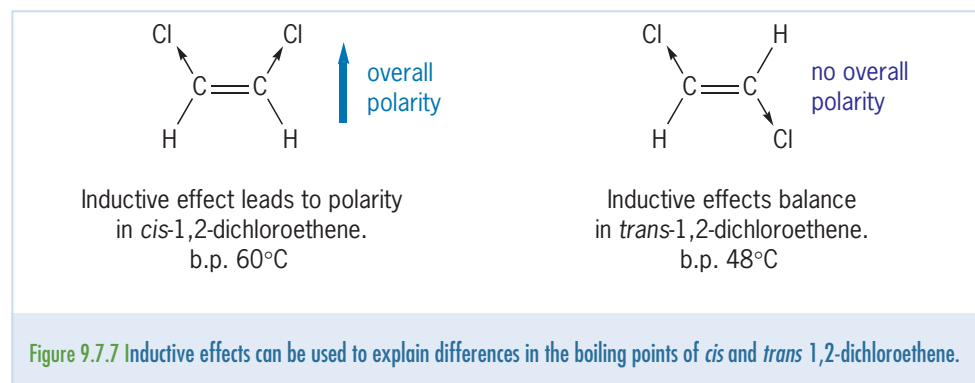 Cl Cl
C C
H H
overall
polarity
Inductive effect leads to polarity
in cis-1,2-dichloroethene.
b.p. 60°C
Cl H
C C
H Cl
no overall
polarity
Inductive effects balance
in trans-1,2-dichloroethene.
b.p. 48°C
Figure 9.7.7 Inductive effects can be used to explain differences in the boiling points of cis and trans 1,2-dichloroethene.